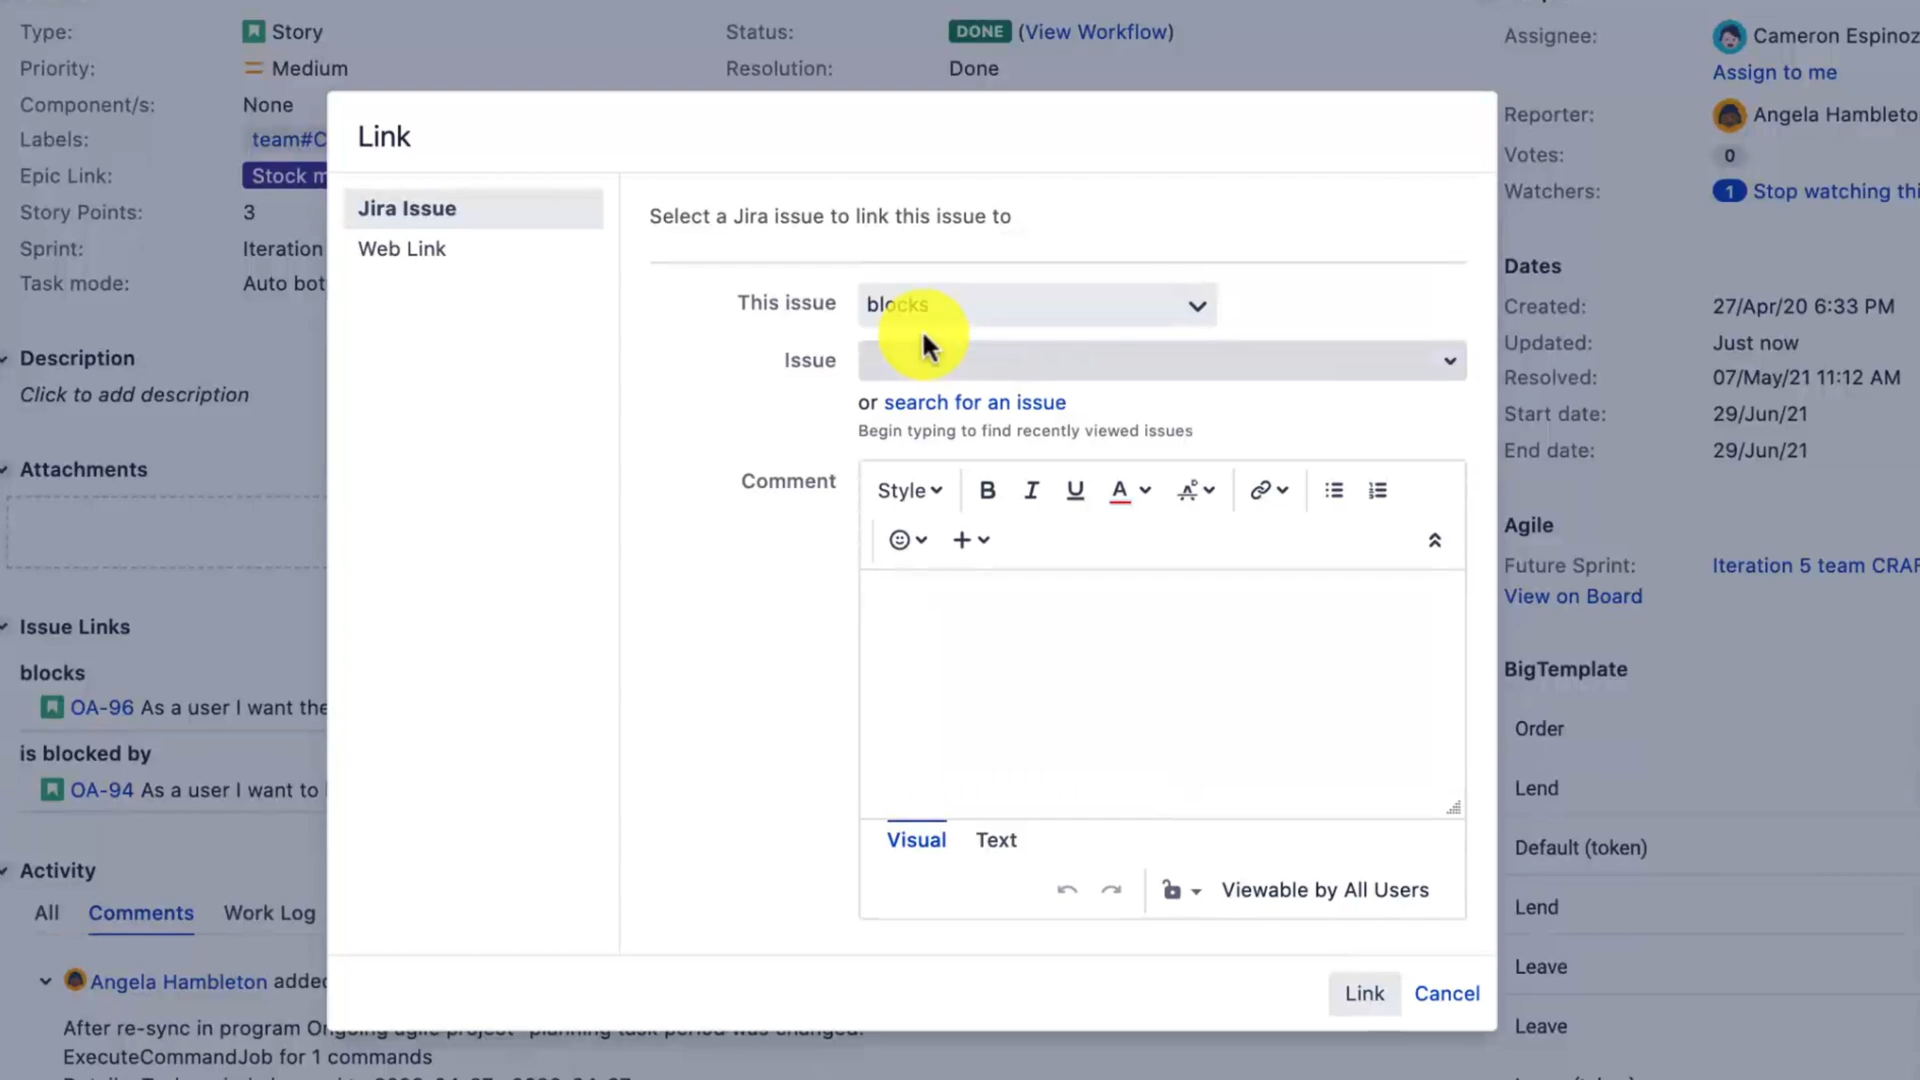 Type: Story
Priority: Medium
Component/s: None
Labels: team#C
Epic Link: Stock m
Story Points: 3
Sprint: Iteration
Task mode: Auto bot
Description
Click to add description
Attachments
Issue Links
blocks
OA-96 As a user I want the
is blocked by
OA-94 As a user I want to
Activity
All Comments Work Log
Angela Hambleton added
After re-sync in program Ongoing agile project planning task period was changed.
ExecuteCommandJob for 1 commands
Status: DONE (View Workflow)
Resolution: Done
Link
Jira Issue
Web Link
Select a Jira issue to link this issue to
This issue blocks
Issue
or search for an issue
Begin typing to find recently viewed issues
Comment
Style B I U A
Visual Text
Viewable by All Users
Link Cancel
Assignee: Cameron Espinoz
Assign to me
Reporter: Angela Hambleto
Votes: 0
Watchers: 1 Stop watching thi
Dates
Created: 27/Apr/20 6:33 PM
Updated: Just now
Resolved: 07/May/21 11:12 AM
Start date: 29/Jun/21
End date: 29/Jun/21
Agile
Future Sprint: Iteration 5 team CRAF
View on Board
BigTemplate
Order
Lend
Default (token)
Lend
Leave
Leave